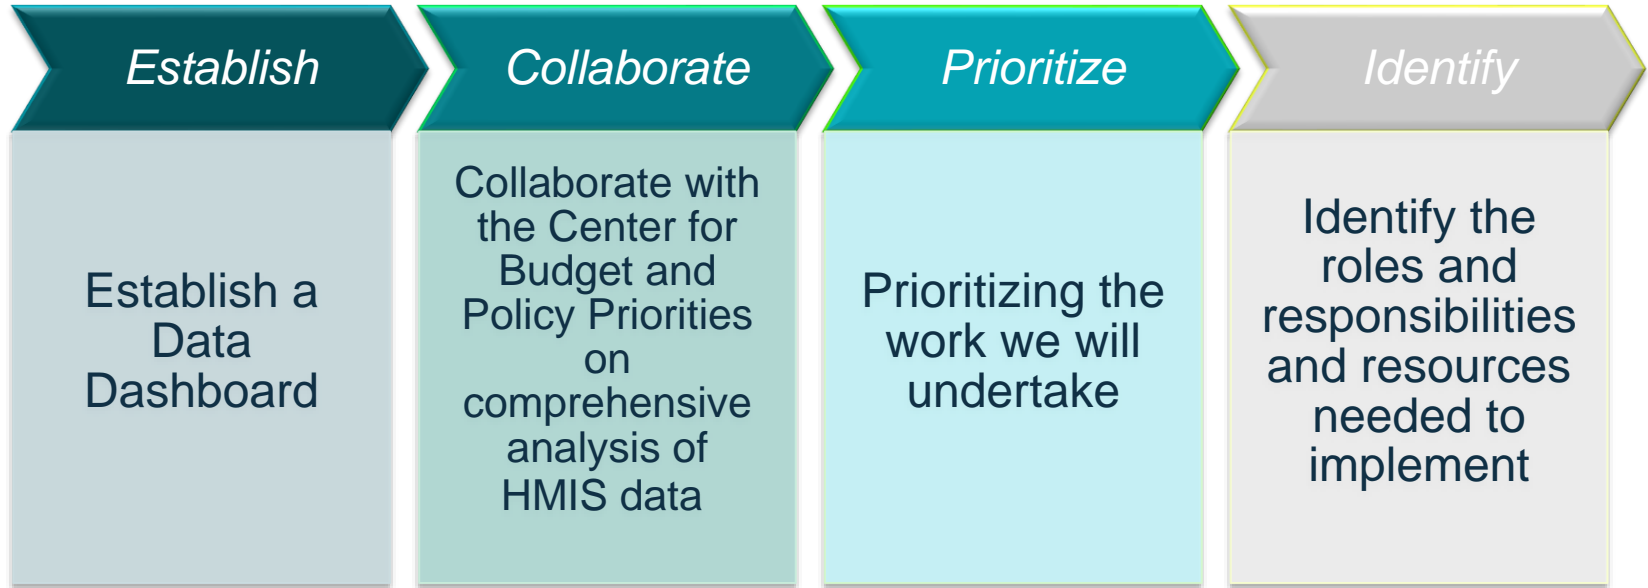 Establish
Establish a
Data
Dashboard
Collaborate
Collaborate with
the Center for
Budget and
Policy Priorities
on
comprehensive
analysis of
HMIS data
Prioritize
Prioritizing the
work we will
undertake
Identify
Identify the
roles and
responsibilities
and resources
needed to
implement